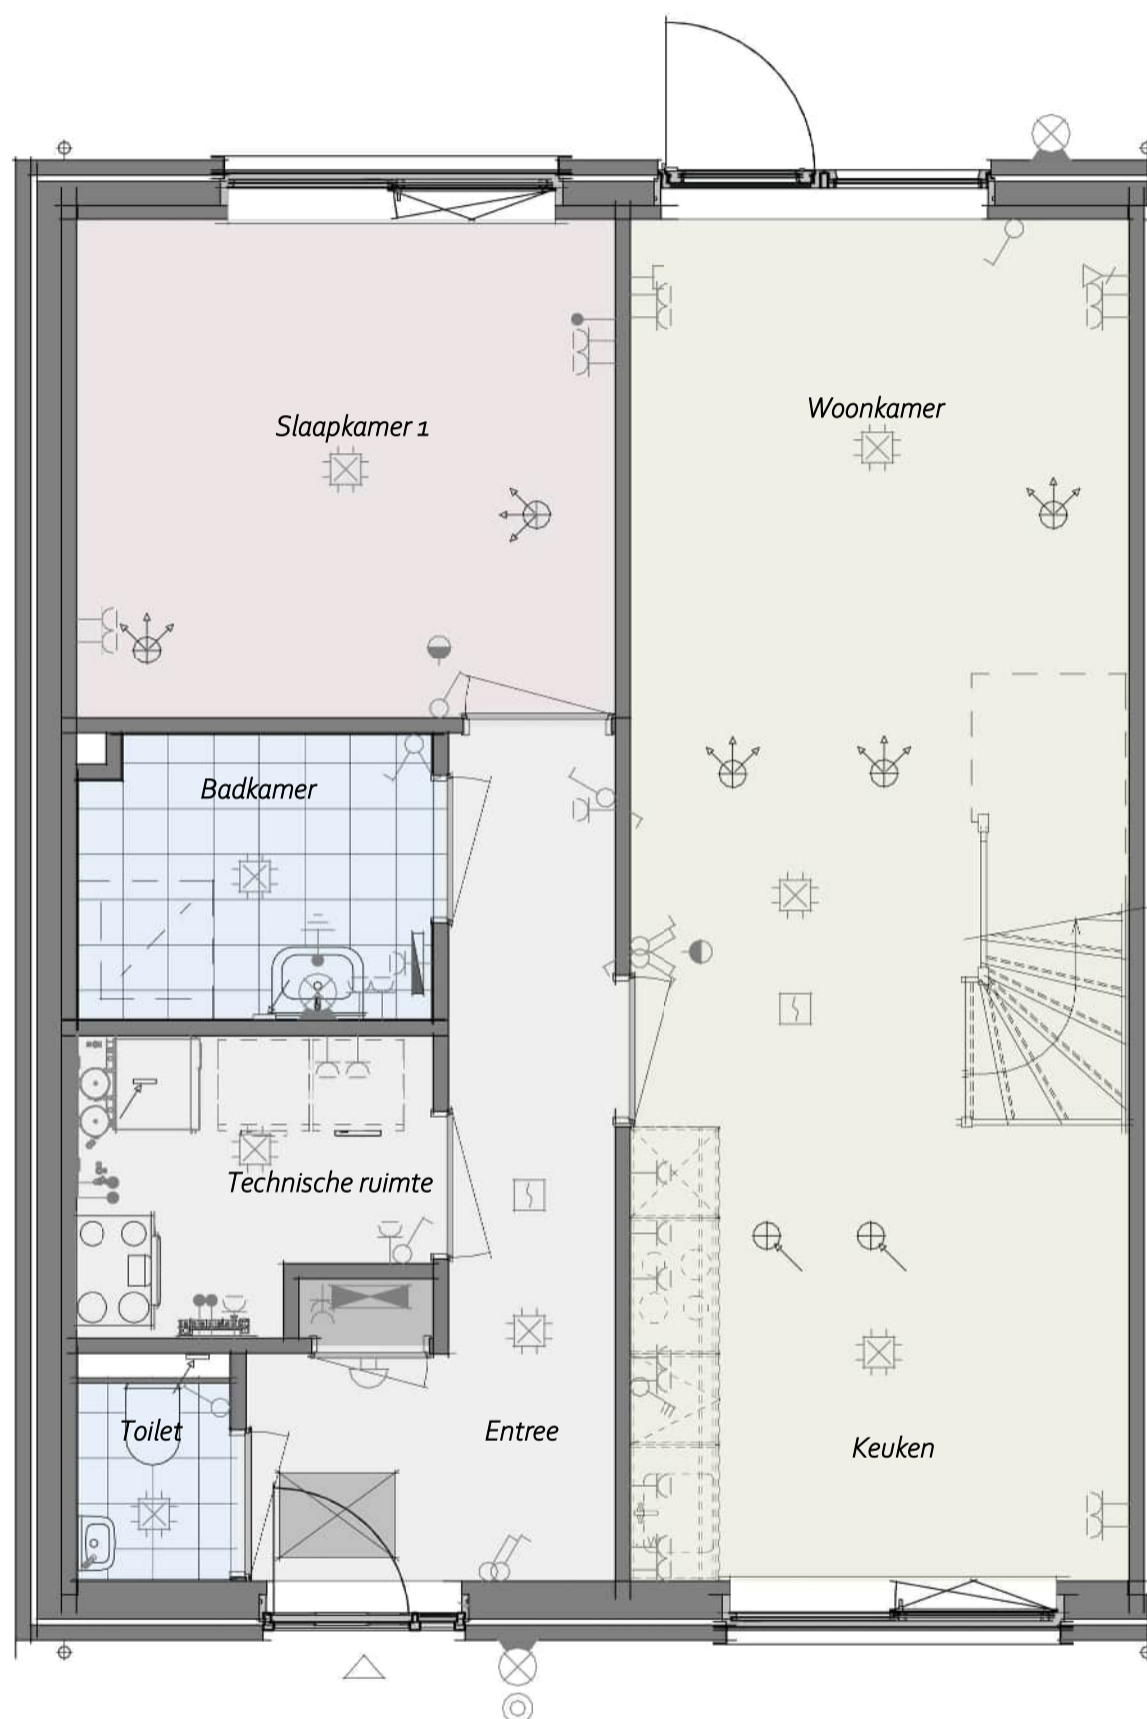 Slaapkamer 1
Woonkamer
Badkamer
Technische ruimte
Toilet
Entree
Keuken